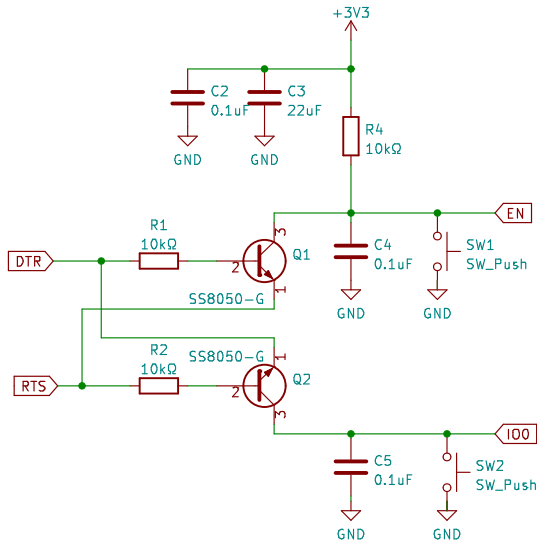 +3V3
C2
0.1uF
C3
22uF
GND
GND
R4
10kΩ
EN
R1
10kΩ
3
Q1
2
1
DTR
SS8050-G
C4
0.1uF
GND
SW1
SW_Push
GND
R2
10kΩ
SS8050-G
1
Q2
2
3
RTS
IO0
C5
0.1uF
GND
SW2
SW_Push
GND